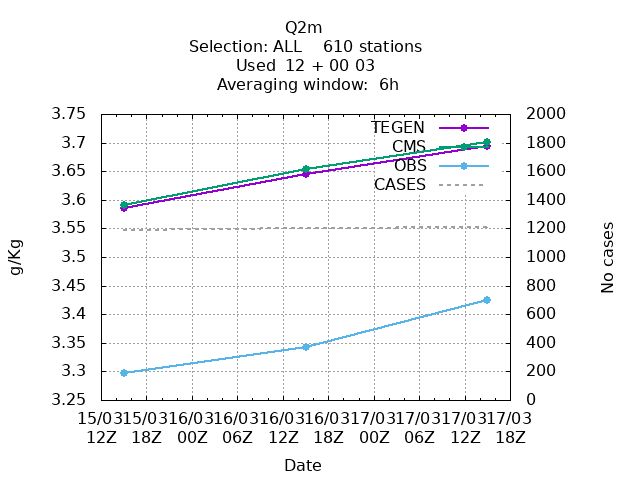 Q2m
Selection: ALL    610 stations
Used  12 + 00 03
Averaging window:  6h
3.75
3.7
3.65
3.6
3.55
3.5
3.45
3.4
3.35
3.3
3.25
g/Kg
TEGEN
CMS
OBS
CASES
2000
1800
1600
1400
1200
1000
800
600
400
200
0
No cases
15/03 15/03 16/03 16/03 16/03 16/03 17/03 17/03 17/03 17/03
12Z 18Z 00Z 06Z 12Z 18Z 00Z 06Z 12Z 18Z
Date